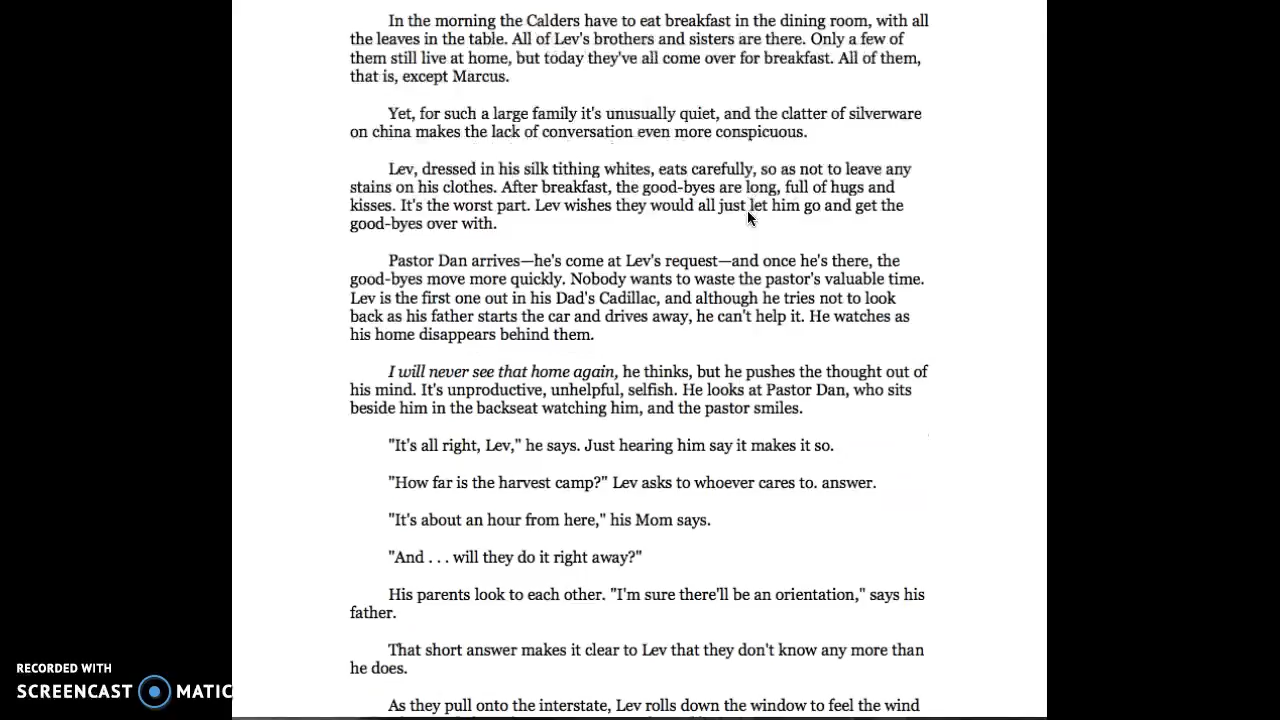 In the morning the Calders have to eat breakfast in the dining room, with all
the leaves in the table. All of Lev's brothers and sisters are there. Only a few of
them still live at home, but today they've all come over for breakfast. All of them,
that is, except Marcus.
Yet, for such a large family it's unusually quiet, and the clatter of silverware
on china makes the lack of conversation even more conspicuous.
Lev, dressed in his silk tithing whites, eats carefully, so as not to leave any
stains on his clothes. After breakfast, the good-byes are long, full of hugs and
kisses. It's the worst part. Lev wishes they would all just let him go and get the
good-byes over with.
Pastor Dan arrives—he's come at Lev's request—and once he's there, the
good-byes move more quickly. Nobody wants to waste the pastor's valuable time.
Lev is the first one out in his Dad's Cadillac, and although he tries not to look
back as his father starts the car and drives away, he can't help it. He watches as
his home disappears behind them.
I will never see that home again, he thinks, but he pushes the thought out of
his mind. It's unproductive, unhelpful, selfish. He looks at Pastor Dan, who sits
beside him in the backseat watching him, and the pastor smiles.
"It's all right, Lev," he says. Just hearing him say it makes it so.
"How far is the harvest camp?" Lev asks to whoever cares to. answer.
"It's about an hour from here," his Mom says.
"And . . . will they do it right away?"
His parents look to each other. "I'm sure there'll be an orientation," says his
father.
That short answer makes it clear to Lev that they don't know any more than
he does.
As they pull onto the interstate, Lev rolls down the window to feel the wind
RECORDED WITH
SCREENCAST MATIC